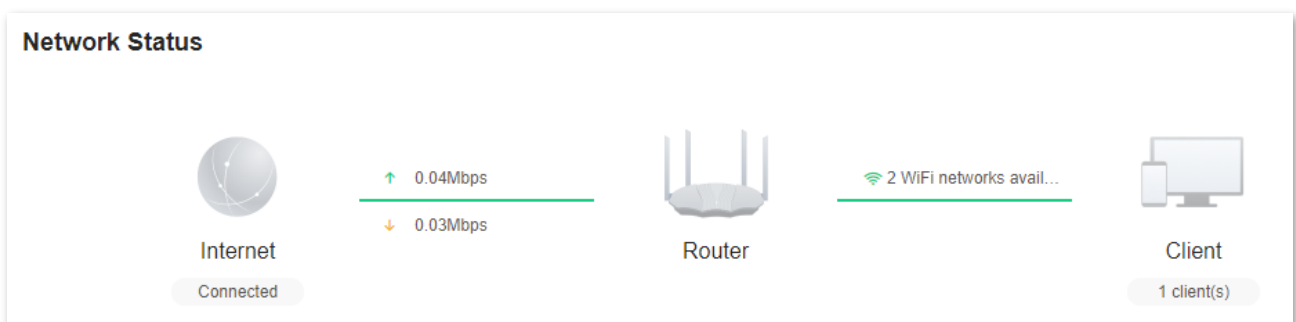 Network Status
0.04Mbps
2 WiFi networks avail...
0.03Mbps
Internet
Router
Client
Connected
1 client(s)